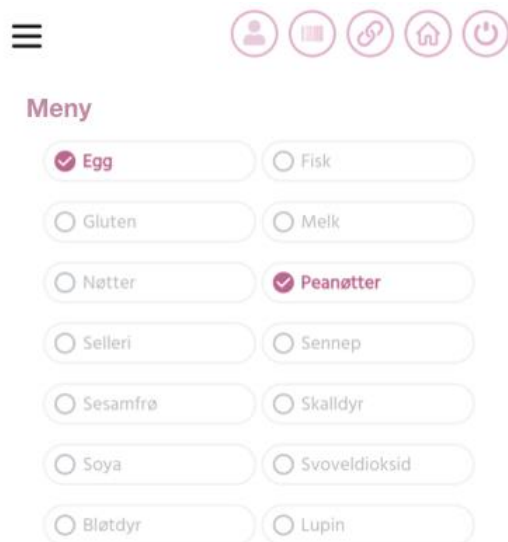 Meny
Egg Fisk
Gluten Melk
Nøtter Peanøtter
Selleri Sennep
Sesamfrø Skalldyr
Soya Svoveldioksid
Bløtdyr Lupin